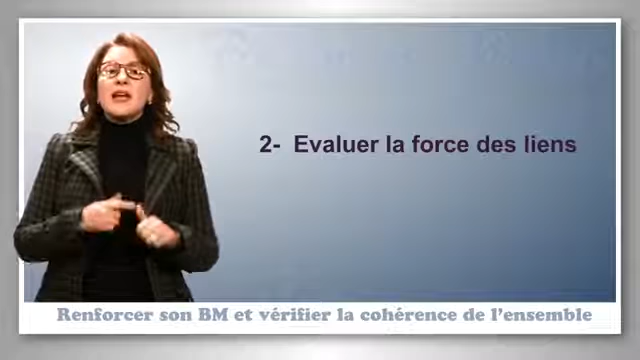 2- Evaluer la force des liens
Renforcer son BM et vérifier la cohérence de l'ensemble